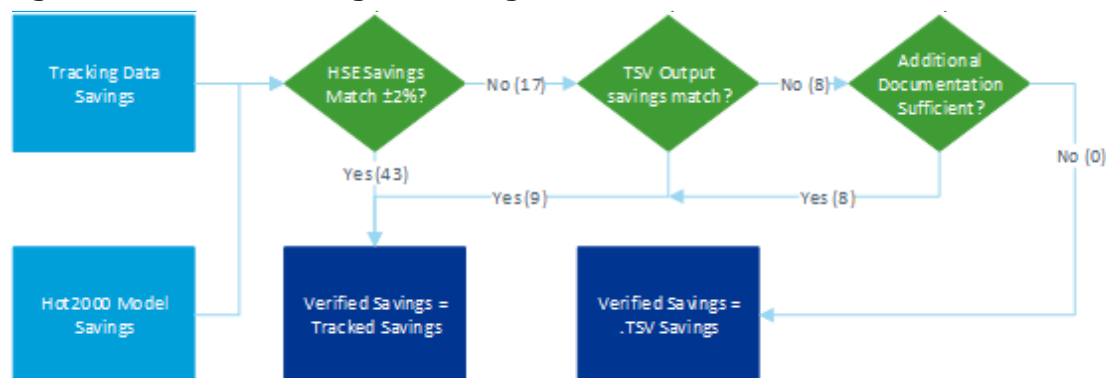 Tracking Data
Savings
HSE Savings
Match ±2%?
No (17)
TSV Output
savings match?
No (8)
Additional
Documentation
Sufficient?
No (0)
Yes (43)
Yes (9)
Yes (8)
Hot2000 Model
Savings
Verified Savings =
Tracked Savings
Verified Savings =
.TSV Savings